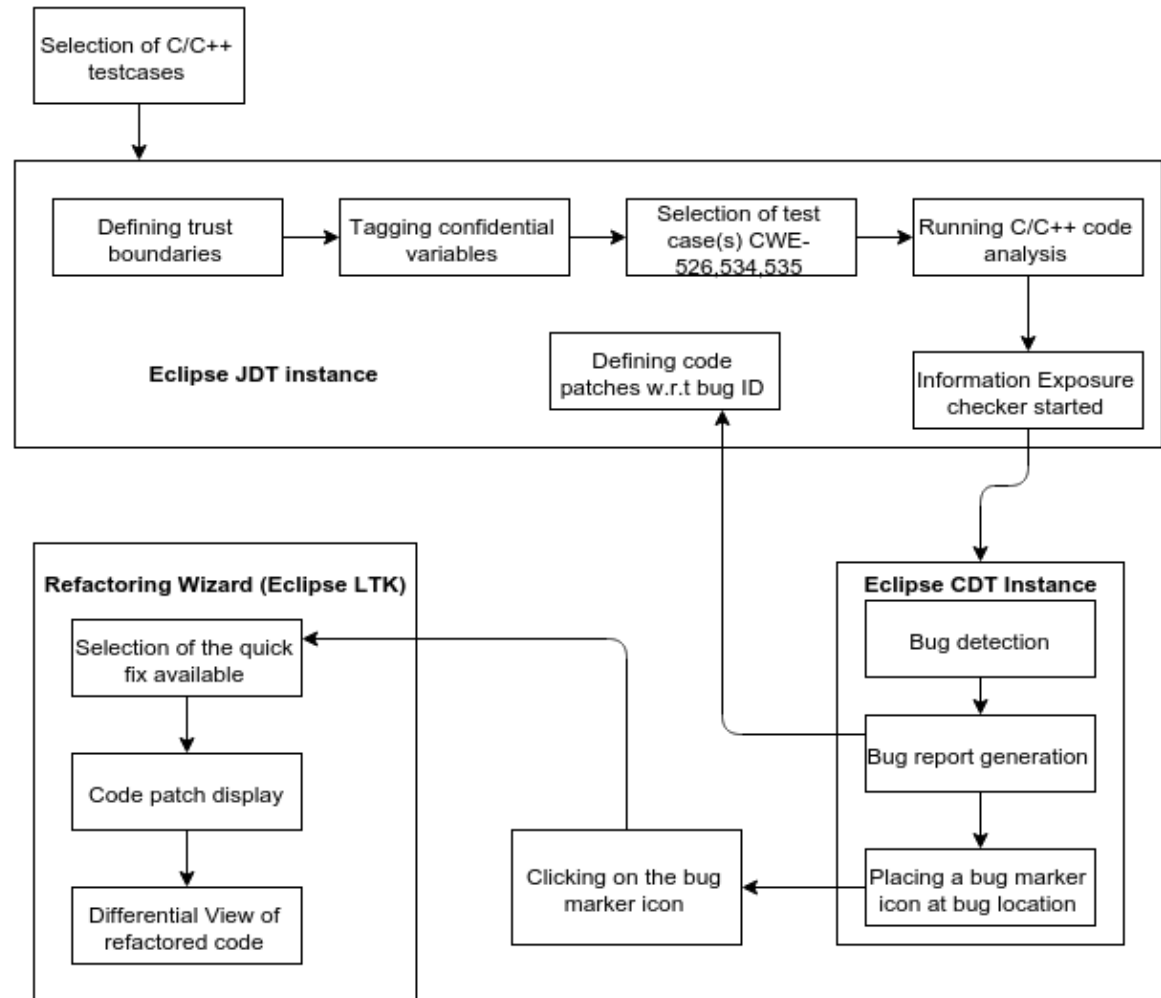 Selection of C/C++
testcases
Defining trust
boundaries
Tagging confidential
variables
Selection of test
case(s) CWE-
526,534,535
Running C/C++ code
analysis
Eclipse JDT instance
Defining code
patches w.r.t bug ID
Information Exposure
checker started
Refactoring Wizard (Eclipse LTK)
Selection of the quick
fix available
Code patch display
Differential View of
refactored code
Clicking on the bug
marker icon
Eclipse CDT Instance
Bug detection
Bug report generation
Placing a bug marker
icon at bug location